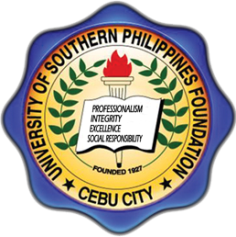 UNIVERSITY OF SOUTHERN PHILIPPINES FOUNDATION
PROFESSIONALISM
INTEGRITY
EXCELLENCE
SOCIAL RESPONSIBILITY
FOUNDED 1927
★ CEBU CITY ★